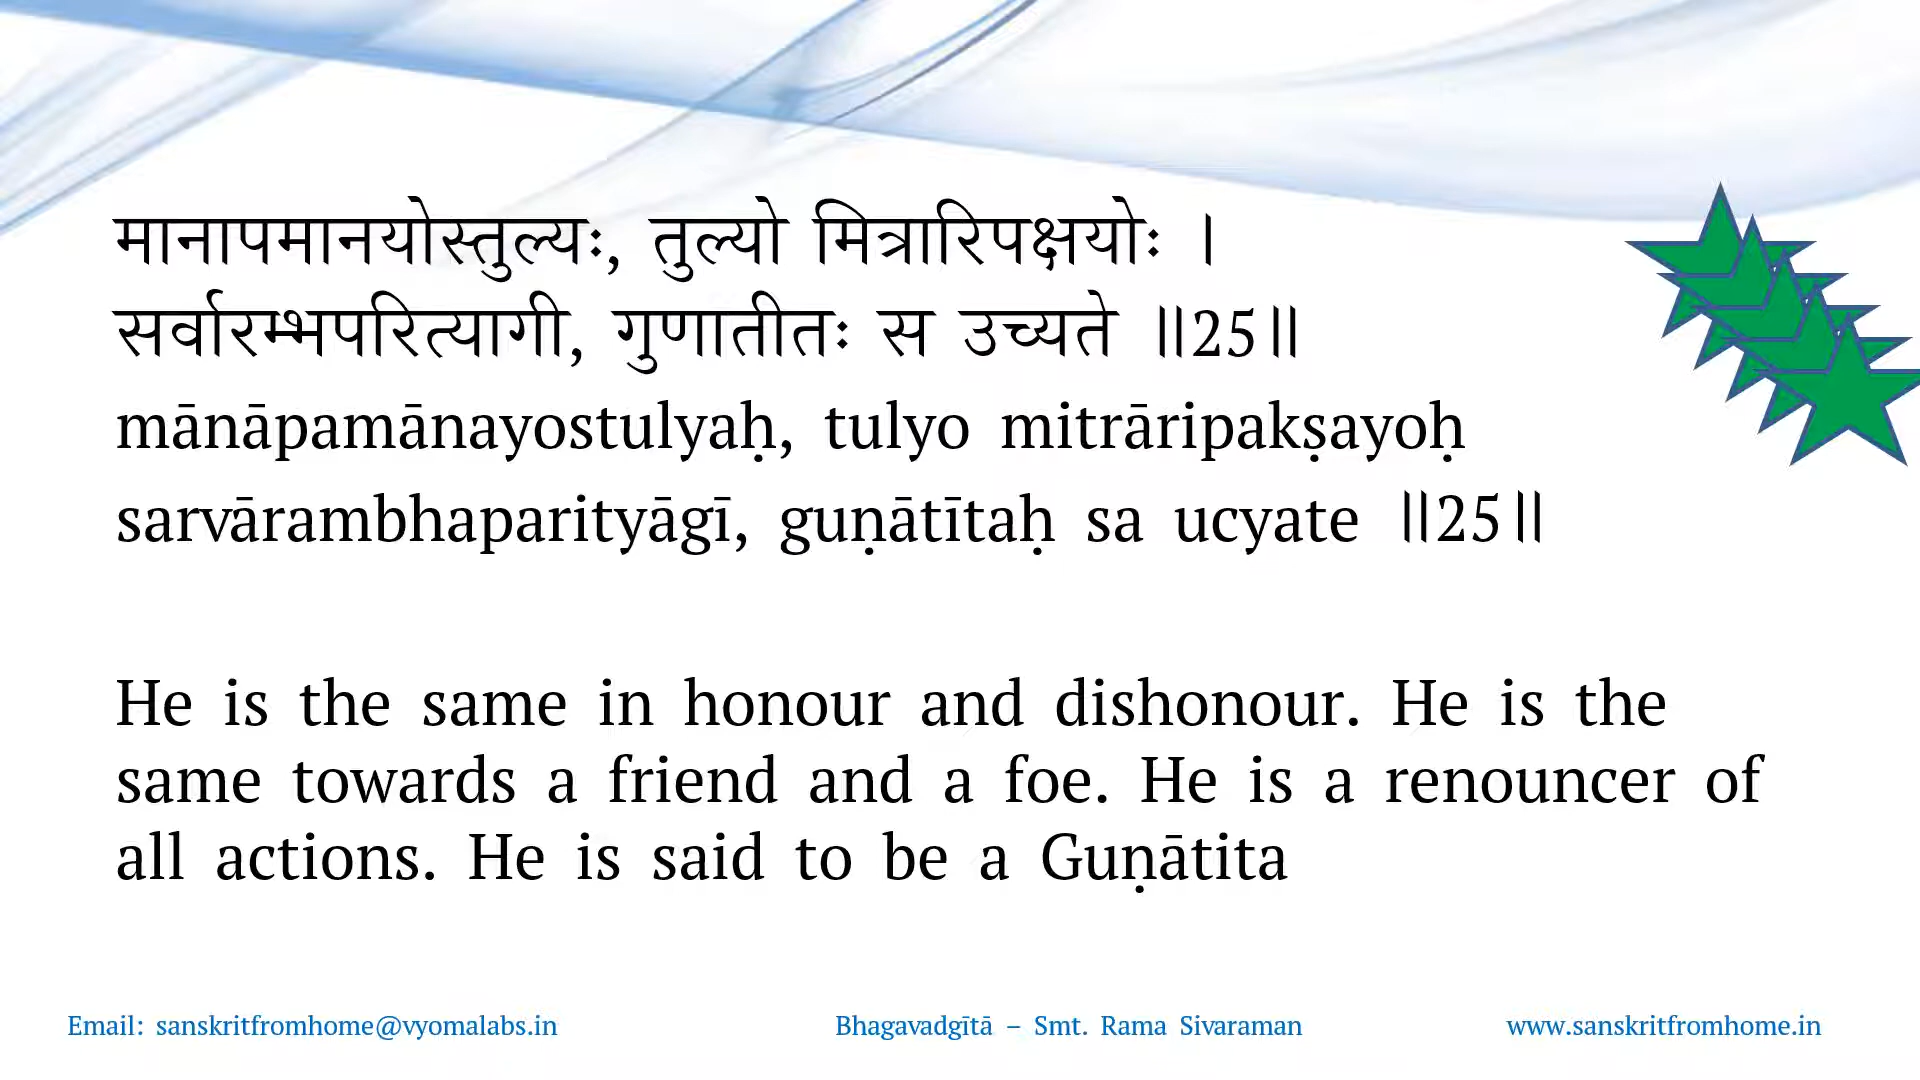 मानापमानयोस्तुल्यः, तुल्यो मित्रारिपक्षयोः ।
सर्वारम्भपरित्यागी, गुणातीतः स उच्यते ॥25॥
mānāpamānayostulyaḥ, tulyo mitrāripakṣayoḥ
sarvārambhaparityāgī, guṇātītaḥ sa ucyate ॥25॥
He is the same in honour and dishonour. He is the
same towards a friend and a foe. He is a renouncer of
all actions. He is said to be a Guṇātita
Email: sanskritfromhome@vyomalabs.in Bhagavadgītā – Smt. Rama Sivaraman www.sanskritfromhome.in